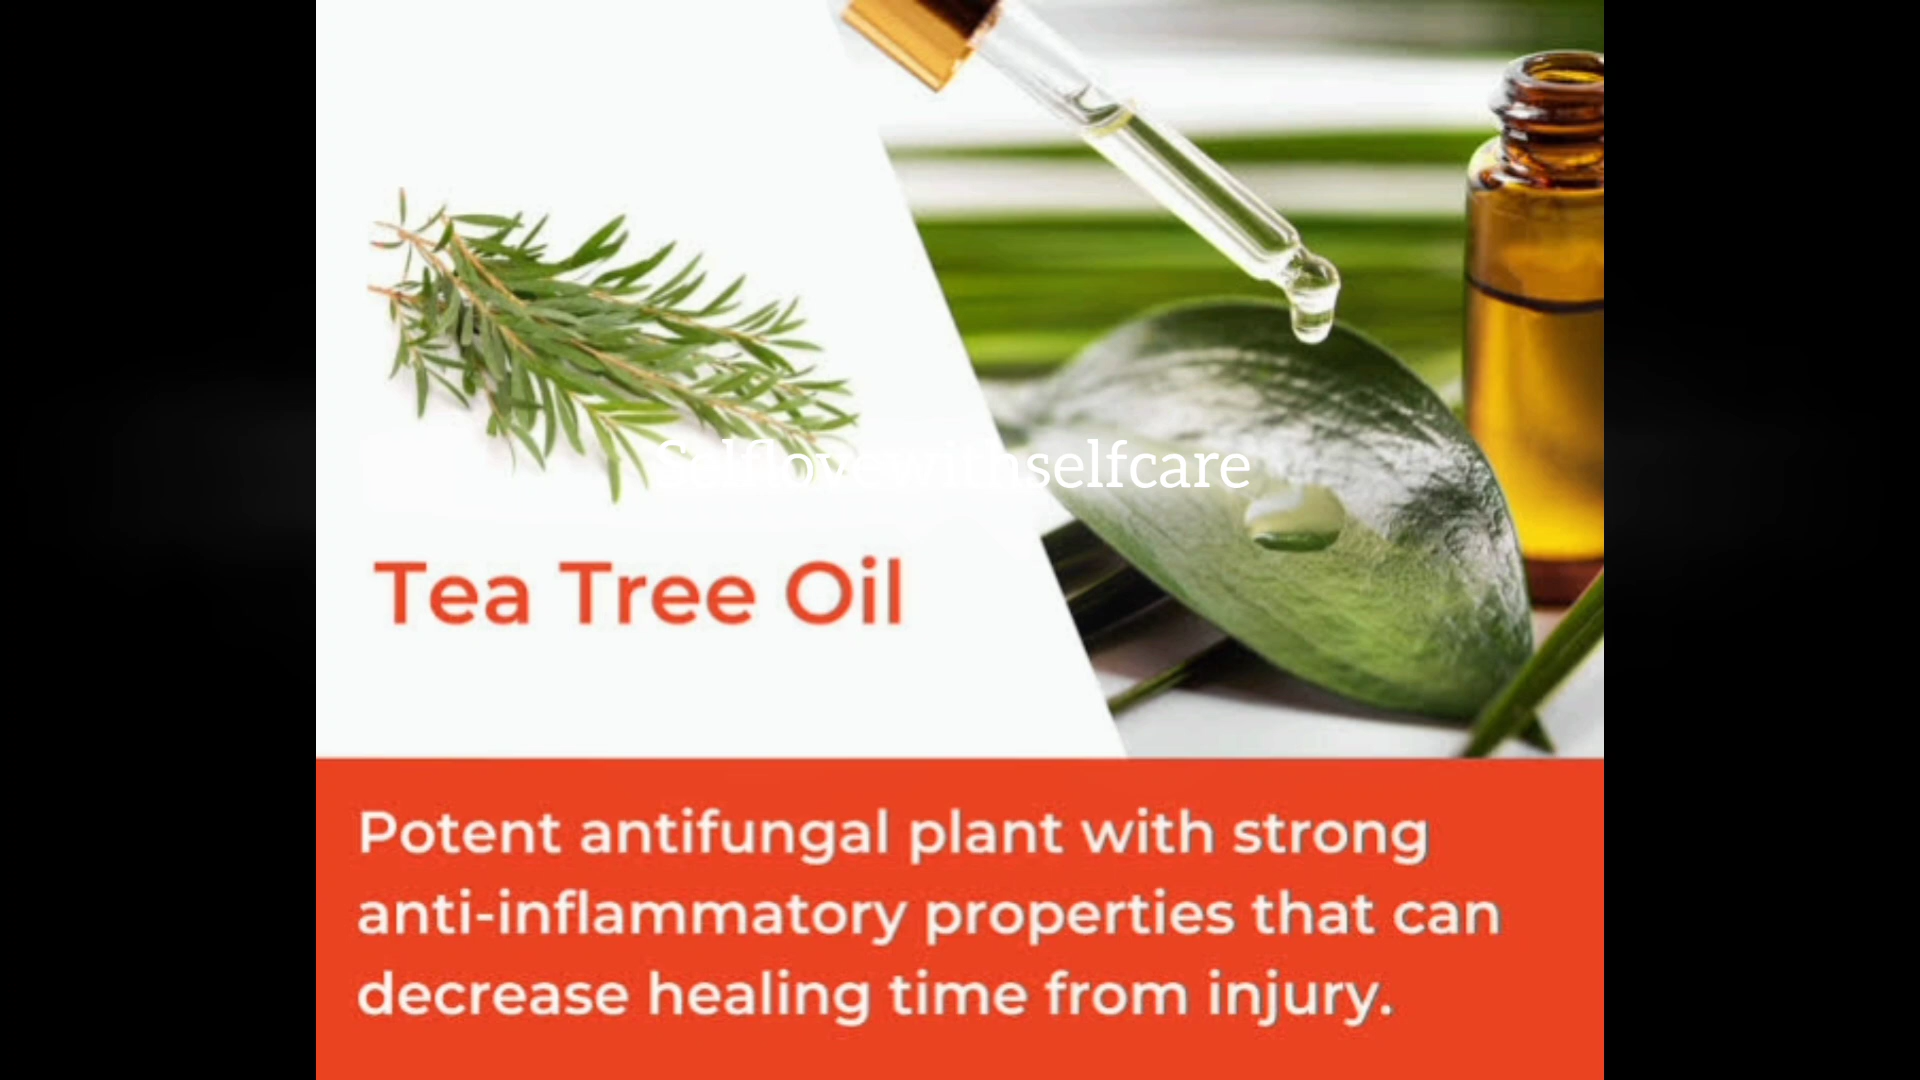 Selflovewithselfcare
Tea Tree Oil
Potent antifungal plant with strong
anti-inflammatory properties that can
decrease healing time from injury.